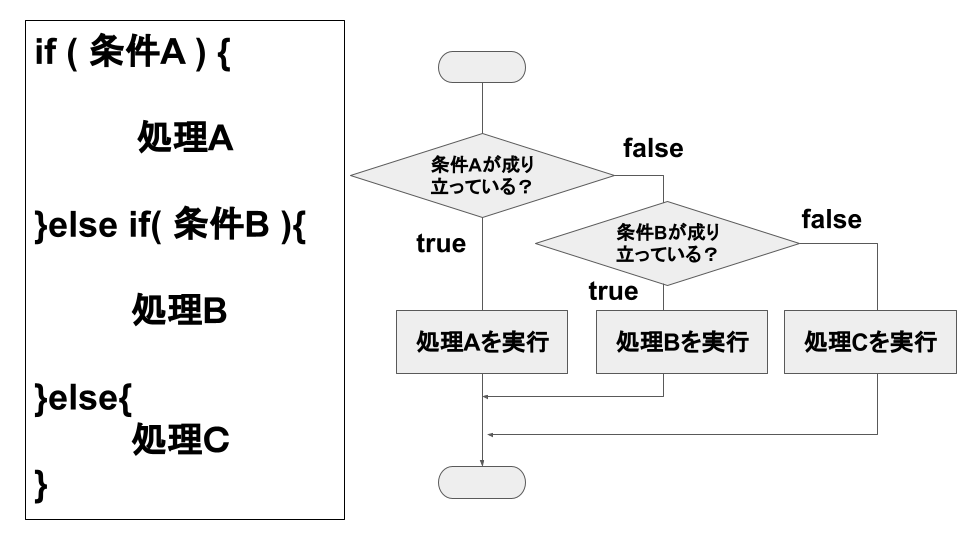 if ( 条件A ) {
処理A
}else if( 条件B ){
処理B
}else{
処理C
}
条件Aが成り
立っている？
false
true
条件Bが成り
立っている？
false
true
処理Aを実行
処理Bを実行
処理Cを実行